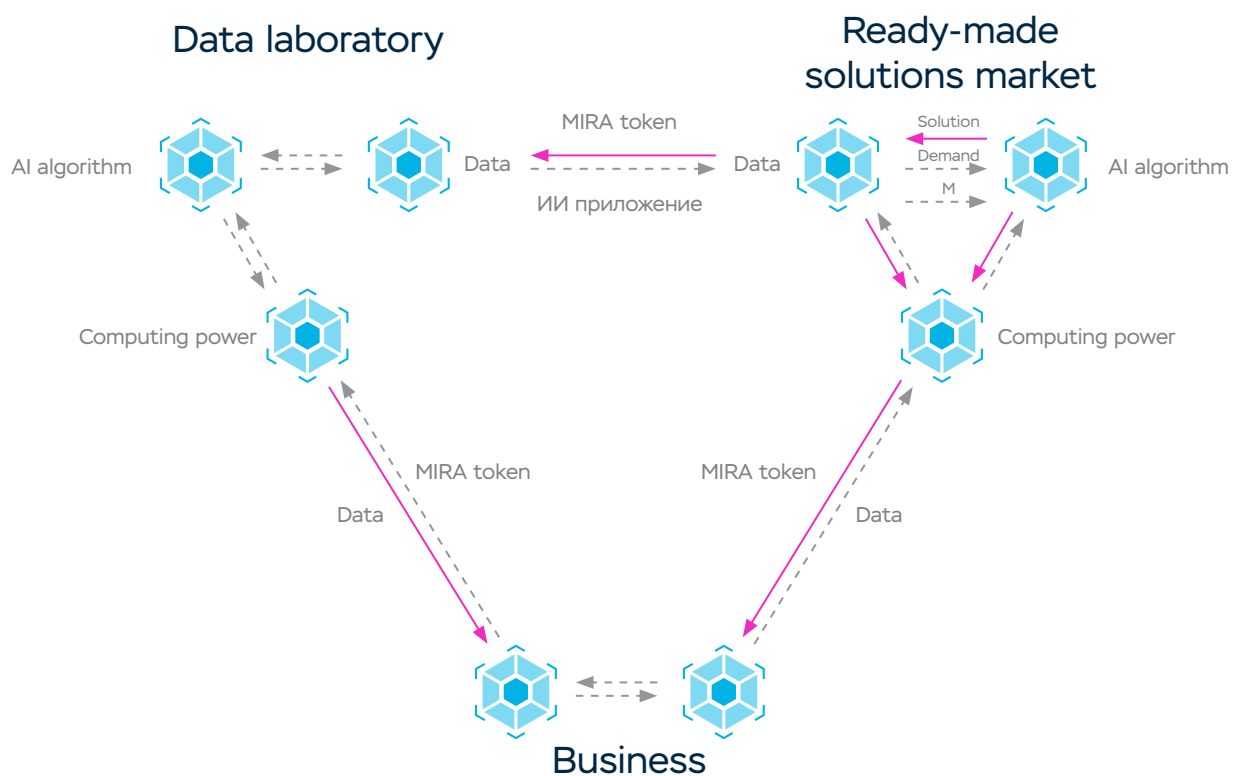 Data laboratory
Ready-made
solutions market
MIRA token
Solution
AI algorithm
Data
Data
Demand
AI algorithm
M
ИИ приложение
Computing power
Computing power
MIRA token
MIRA token
Data
Data
Business